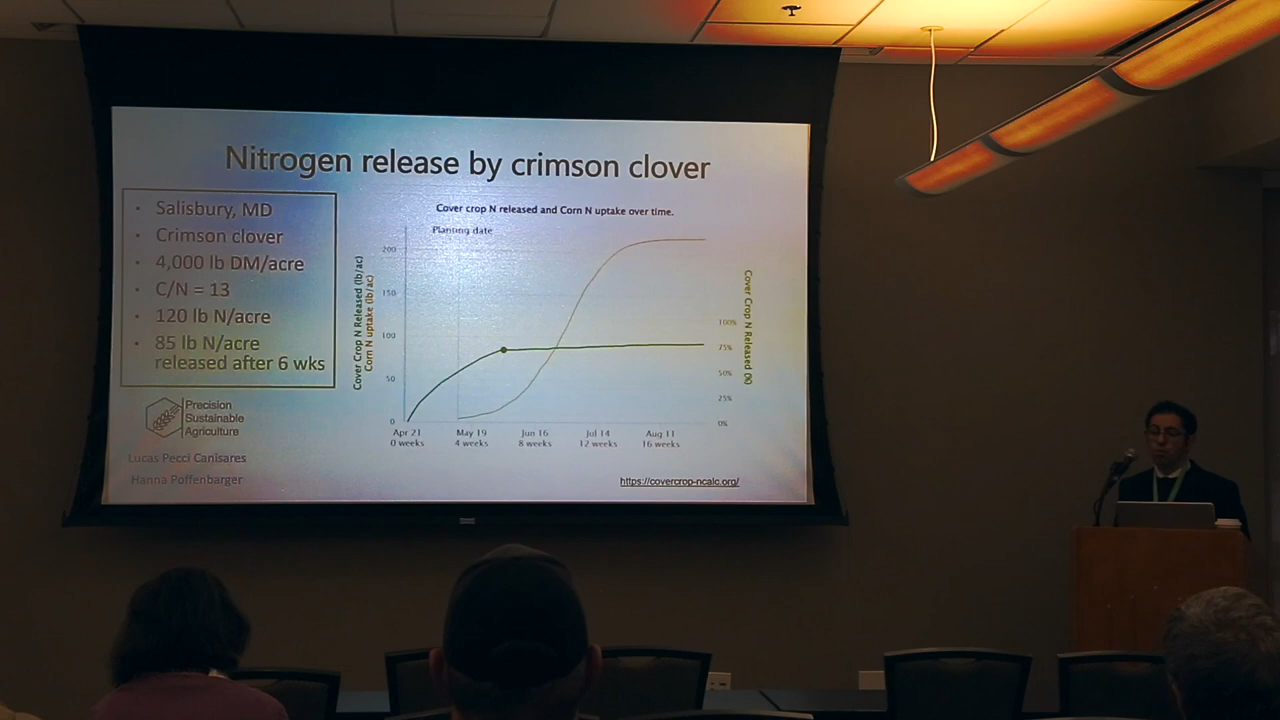 Nitrogen release by crimson clover
• Salisbury, MD
• Crimson clover
• 4,000 lb DM/acre
• C/N = 13
• 120 lb N/acre
• 85 lb N/acre
released after 6 wks
Precision
Sustainable
Agriculture
Lucas Pecci Canisares
Hanna Poffenbarger
Cover crop N released and Corn N uptake over time.
Planting date
Cover Crop N Released (lb/ac)
Corn N uptake (lb/ac)
200
150
100
50
0
Apr 21
0 weeks
May 19
4 weeks
Jun 16
8 weeks
Jul 14
12 weeks
Aug 11
16 weeks
100%
75%
50%
25%
0%
Cover Crop N Released (%)
https://covercrop-ncalc.org/